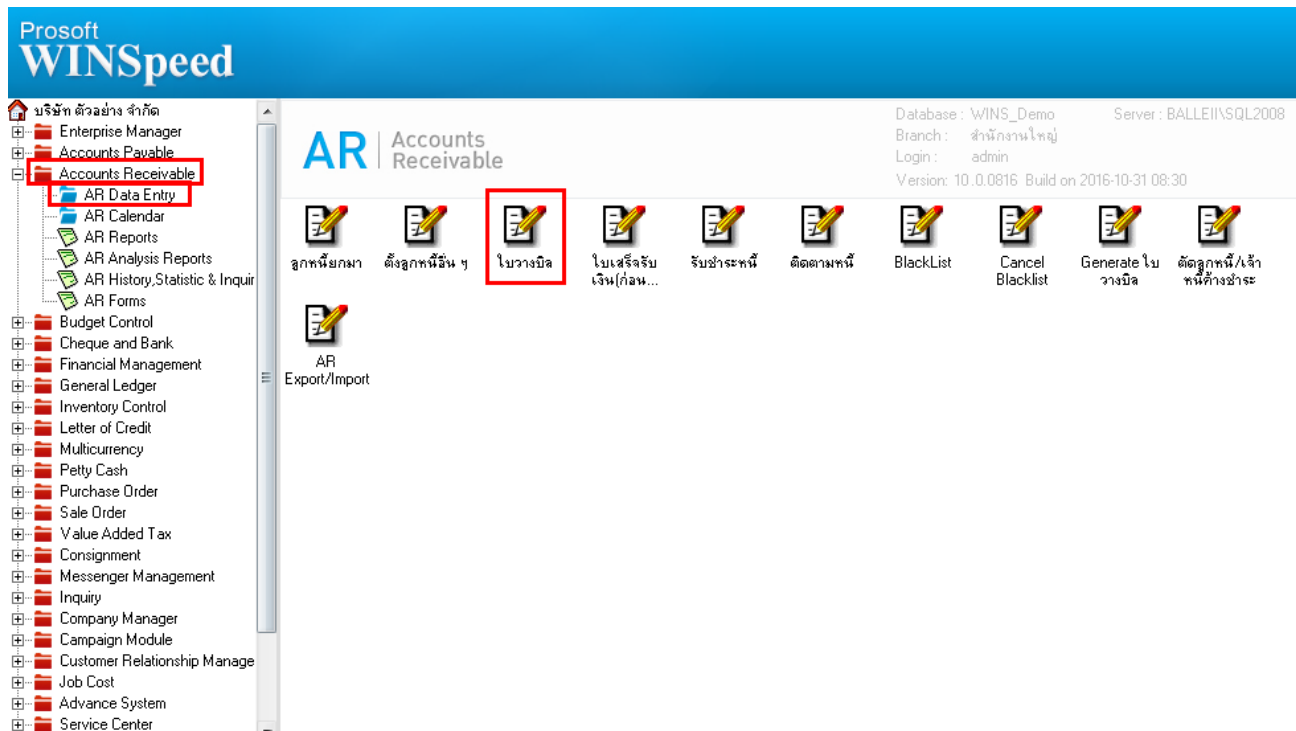 Prosoft
WINSpeed
บริษัท ตัวอย่าง จำกัด
Enterprise Manager
Accounts Payable
Accounts Receivable
AR Data Entry
AR Calendar
AR Reports
AR Analysis Reports
AR History,Statistic & Inquir
AR Forms
Budget Control
Cheque and Bank
Financial Management
General Ledger
Inventory Control
Letter of Credit
Multicurrency
Petty Cash
Purchase Order
Sale Order
Value Added Tax
Consignment
Messenger Management
Inquiry
Company Manager
Campaign Module
Customer Relationship Manage
Job Cost
Advance System
Service Center
AR Accounts
Receivable
Database : WINS_Demo Server : BALLEII\SQL2008
Branch : สำนักงานใหญ่
Login : admin
Version: 10.0.0816 Build on 2016-10-31 08:30
ลูกหนี้ยกมา ตั้งลูกหนี้อื่น ๆ ใบวางบิล ใบเสร็จรับ รับชำระหนี้ ติดตามหนี้ BlackList Cancel Generate ใบ ตัดลูกหนี้/เจ้า
เงิน(ก่อน... Blacklist วางบิล หนี้ค้างชำระ
AR
Export/Import